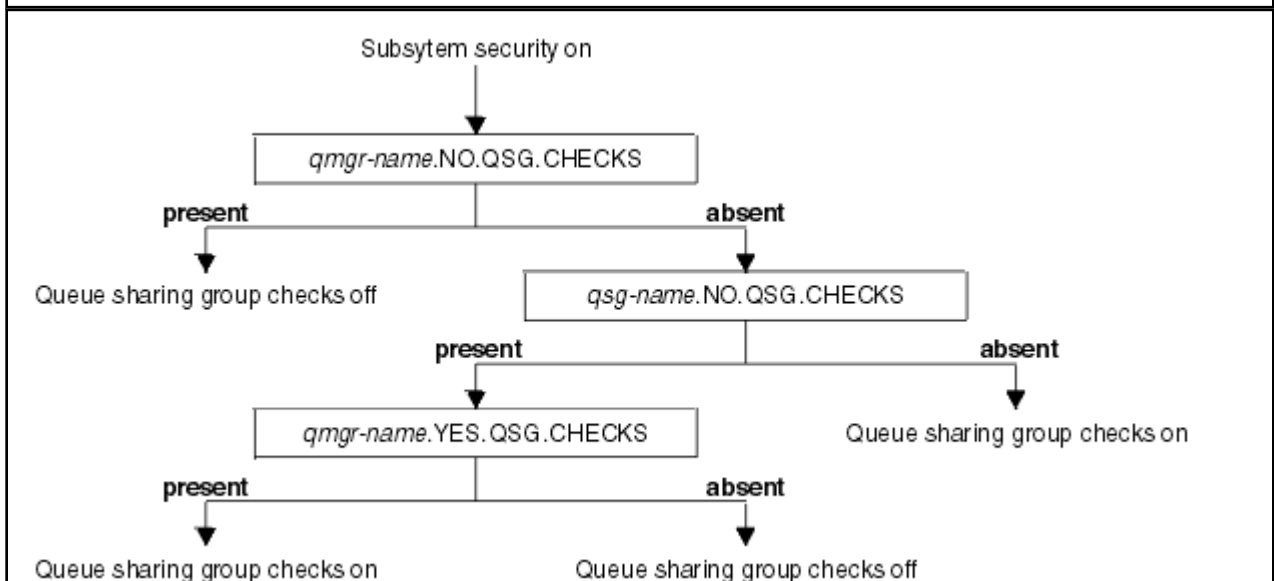 Subsytem security on
qmgr-name.NO.QSG.CHECKS
present absent
Queue sharing group checks off
qsg-name.NO.QSG.CHECKS
present absent
qmgr-name.YES.QSG.CHECKS
Queue sharing group checks on
present absent
Queue sharing group checks on Queue sharing group checks off